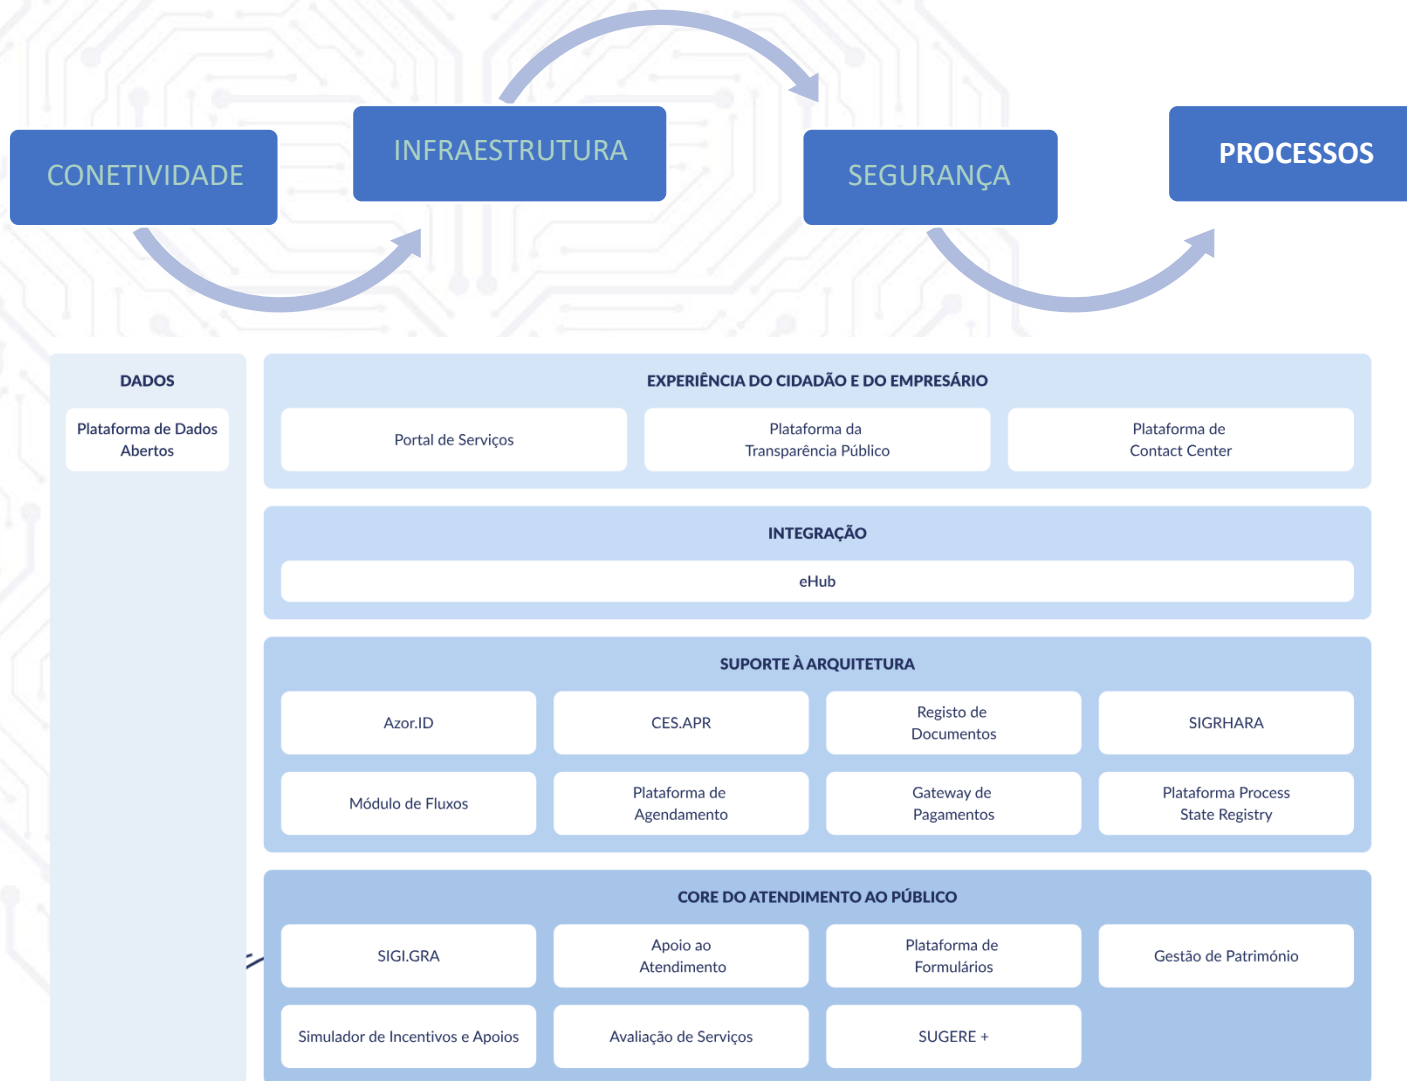 CONETIVIDADE
INFRAESTRUTURA
SEGURANÇA
PROCESSOS
DADOS
Plataforma de Dados
Abertos
EXPERIÊNCIA DO CIDADÃO E DO EMPRESÁRIO
Portal de Serviços
Plataforma da
Transparência Público
Plataforma de
Contact Center
INTEGRAÇÃO
eHub
SUPORTE À ARQUITETURA
Azor.ID
CES.APR
Registo de
Documentos
SIGRHARA
Módulo de Fluxos
Plataforma de
Agendamento
Gateway de
Pagamentos
Plataforma Process
State Registry
CORE DO ATENDIMENTO AO PÚBLICO
SIGI.GRA
Apoio ao
Atendimento
Plataforma de
Formulários
Gestão de Património
Simulador de Incentivos e Apoios
Avaliação de Serviços
SUGERE +